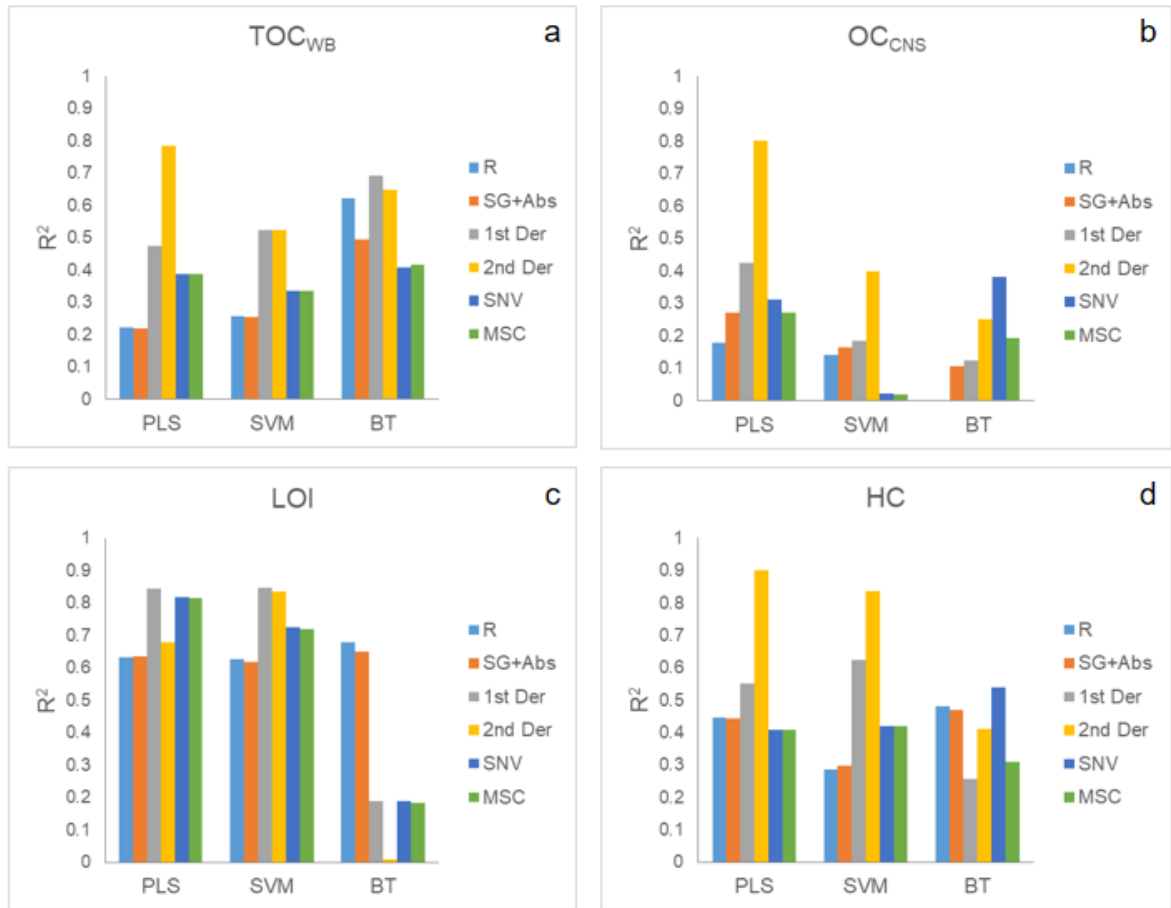 TOCWB
a
R²
1
0.9
0.8
0.7
0.6
0.5
0.4
0.3
0.2
0.1
0
PLS SVM BT
R
SG+Abs
1st Der
2nd Der
SNV
MSC
OCCNS
b
R²
1
0.9
0.8
0.7
0.6
0.5
0.4
0.3
0.2
0.1
0
PLS SVM BT
R
SG+Abs
1st Der
2nd Der
SNV
MSC
LOI
c
R²
1
0.9
0.8
0.7
0.6
0.5
0.4
0.3
0.2
0.1
0
PLS SVM BT
R
SG+Abs
1st Der
2nd Der
SNV
MSC
HC
d
R²
1
0.9
0.8
0.7
0.6
0.5
0.4
0.3
0.2
0.1
0
PLS SVM BT
R
SG+Abs
1st Der
2nd Der
SNV
MSC